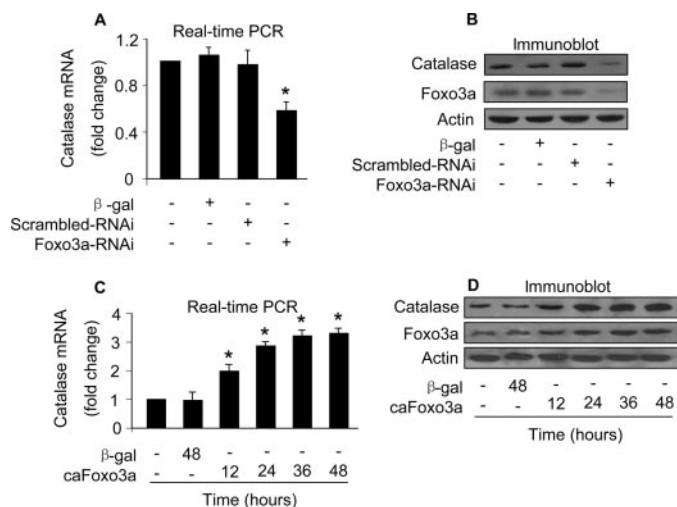 A
Real-time PCR
Catalase mRNA
(fold change)
1.2
0.8
0.4
0
*
β -gal - + - -
Scrambled-RNAi - - + -
Foxo3a-RNAi - - - +
B
Immunoblot
Catalase
Foxo3a
Actin
β-gal - + - -
Scrambled-RNAi - - + -
Foxo3a-RNAi - - - +
C
Real-time PCR
Catalase mRNA
(fold change)
4
3
2
1
0
* * * *
β-gal - 48 - - - -
caFoxo3a - - 12 24 36 48
Time (hours)
D
Immunoblot
Catalase
Foxo3a
Actin
β-gal - 48 - - - -
caFoxo3a - - 12 24 36 48
Time (hours)